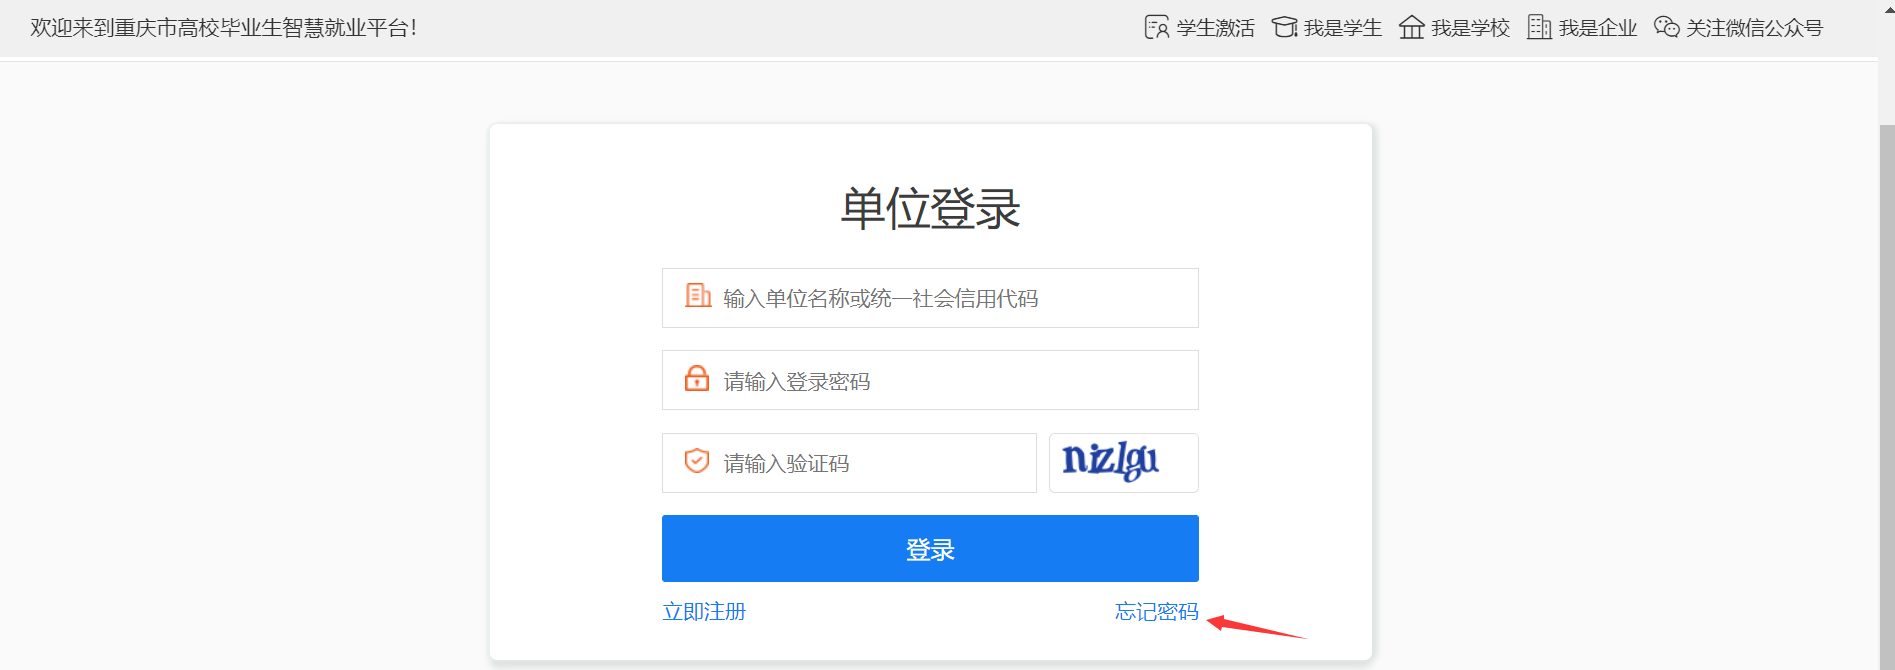 欢迎来到重庆市高校毕业生智慧就业平台！
学生激活 我是学生 我是学校 我是企业 关注微信公众号
单位登录
输入单位名称或统一社会信用代码
请输入登录密码
请输入验证码 nizlgu
登录
立即注册 忘记密码